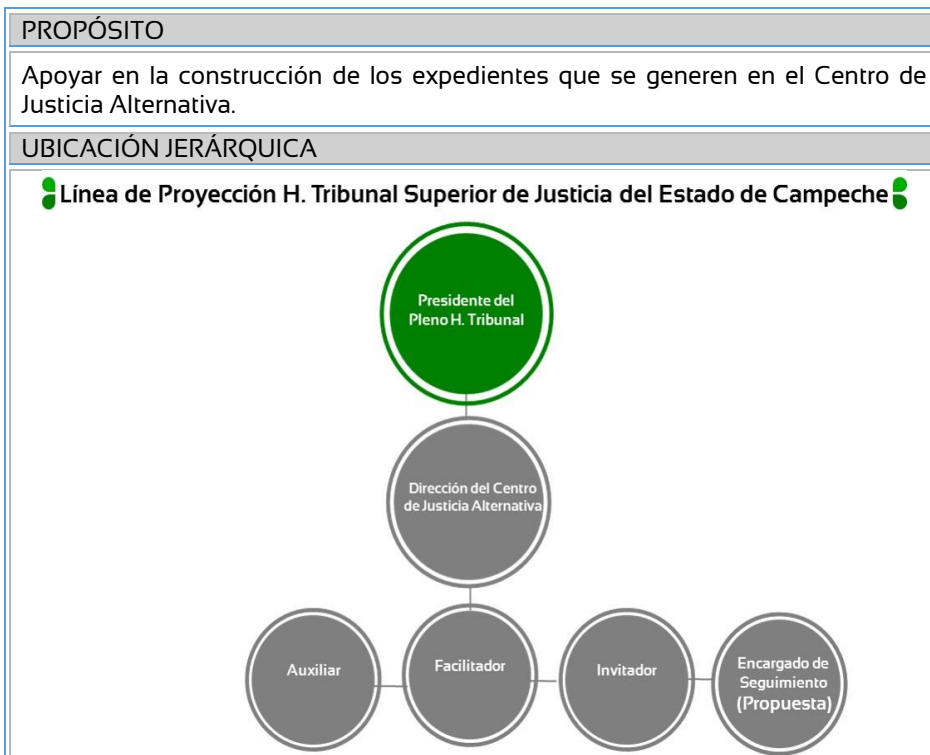 PROPÓSITO
Apoyar en la construcción de los expedientes que se generen en el Centro de
Justicia Alternativa.
UBICACIÓN JERÁRQUICA
Línea de Proyección H. Tribunal Superior de Justicia del Estado de Campeche
Presidente del
Pleno H. Tribunal
Dirección del Centro
de Justicia Alternativa
Auxiliar
Facilitador
Invitador
Encargado de
Seguimiento
(Propuesta)